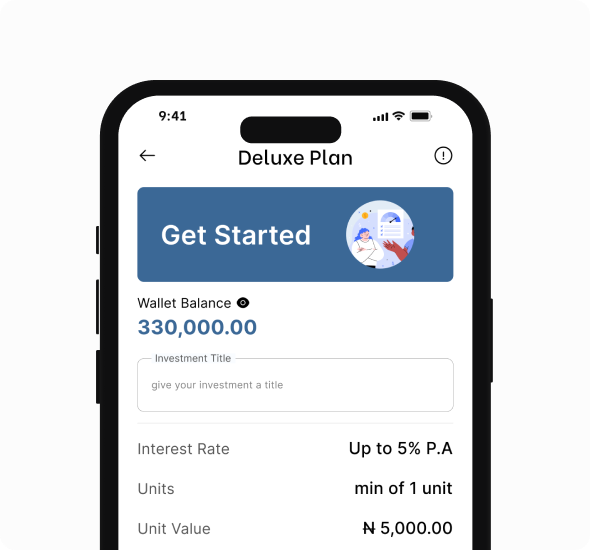 9:41
Deluxe Plan
Get Started
Wallet Balance
330,000.00
Investment Title
give your investment a title
Interest Rate Up to 5% P.A
Units min of 1 unit
Unit Value ₦ 5,000.00